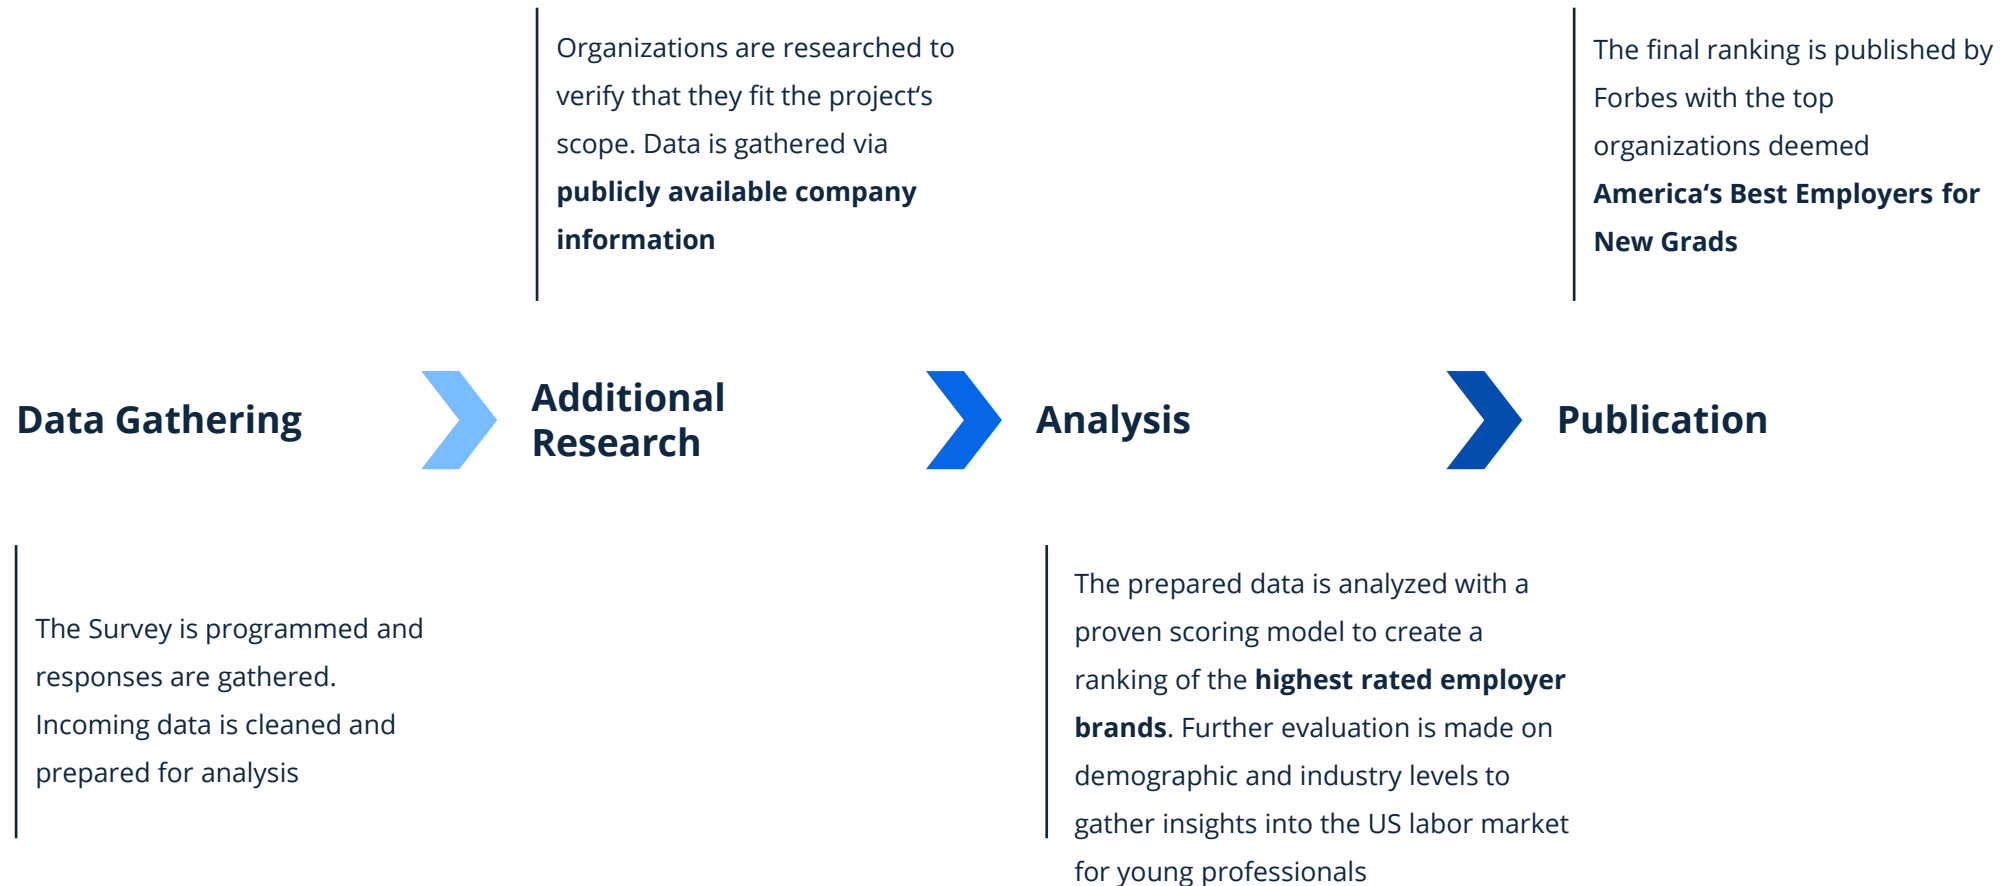 Organizations are researched to
verify that they fit the project‘s
scope. Data is gathered via
publicly available company
information
The final ranking is published by
Forbes with the top
organizations deemed
America‘s Best Employers for
New Grads
Data Gathering
Additional
Research
Analysis
Publication
The Survey is programmed and
responses are gathered.
Incoming data is cleaned and
prepared for analysis
The prepared data is analyzed with a
proven scoring model to create a
ranking of the highest rated employer
brands. Further evaluation is made on
demographic and industry levels to
gather insights into the US labor market
for young professionals